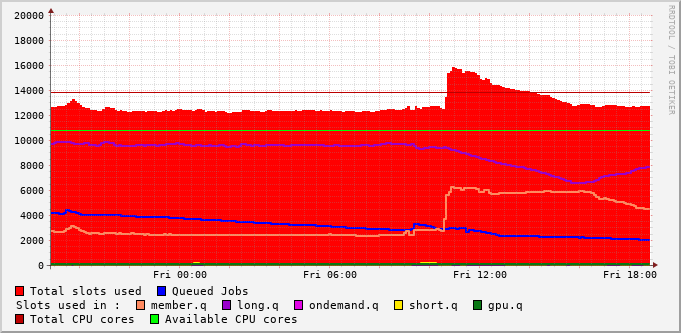 RRDTOOL / TOBI OETIKER
20000
18000
16000
14000
12000
10000
8000
6000
4000
2000
0
Fri 00:00 Fri 06:00 Fri 12:00 Fri 18:00
Total slots used Queued Jobs
Slots used in : member.q long.q ondemand.q short.q gpu.q
Total CPU cores Available CPU cores